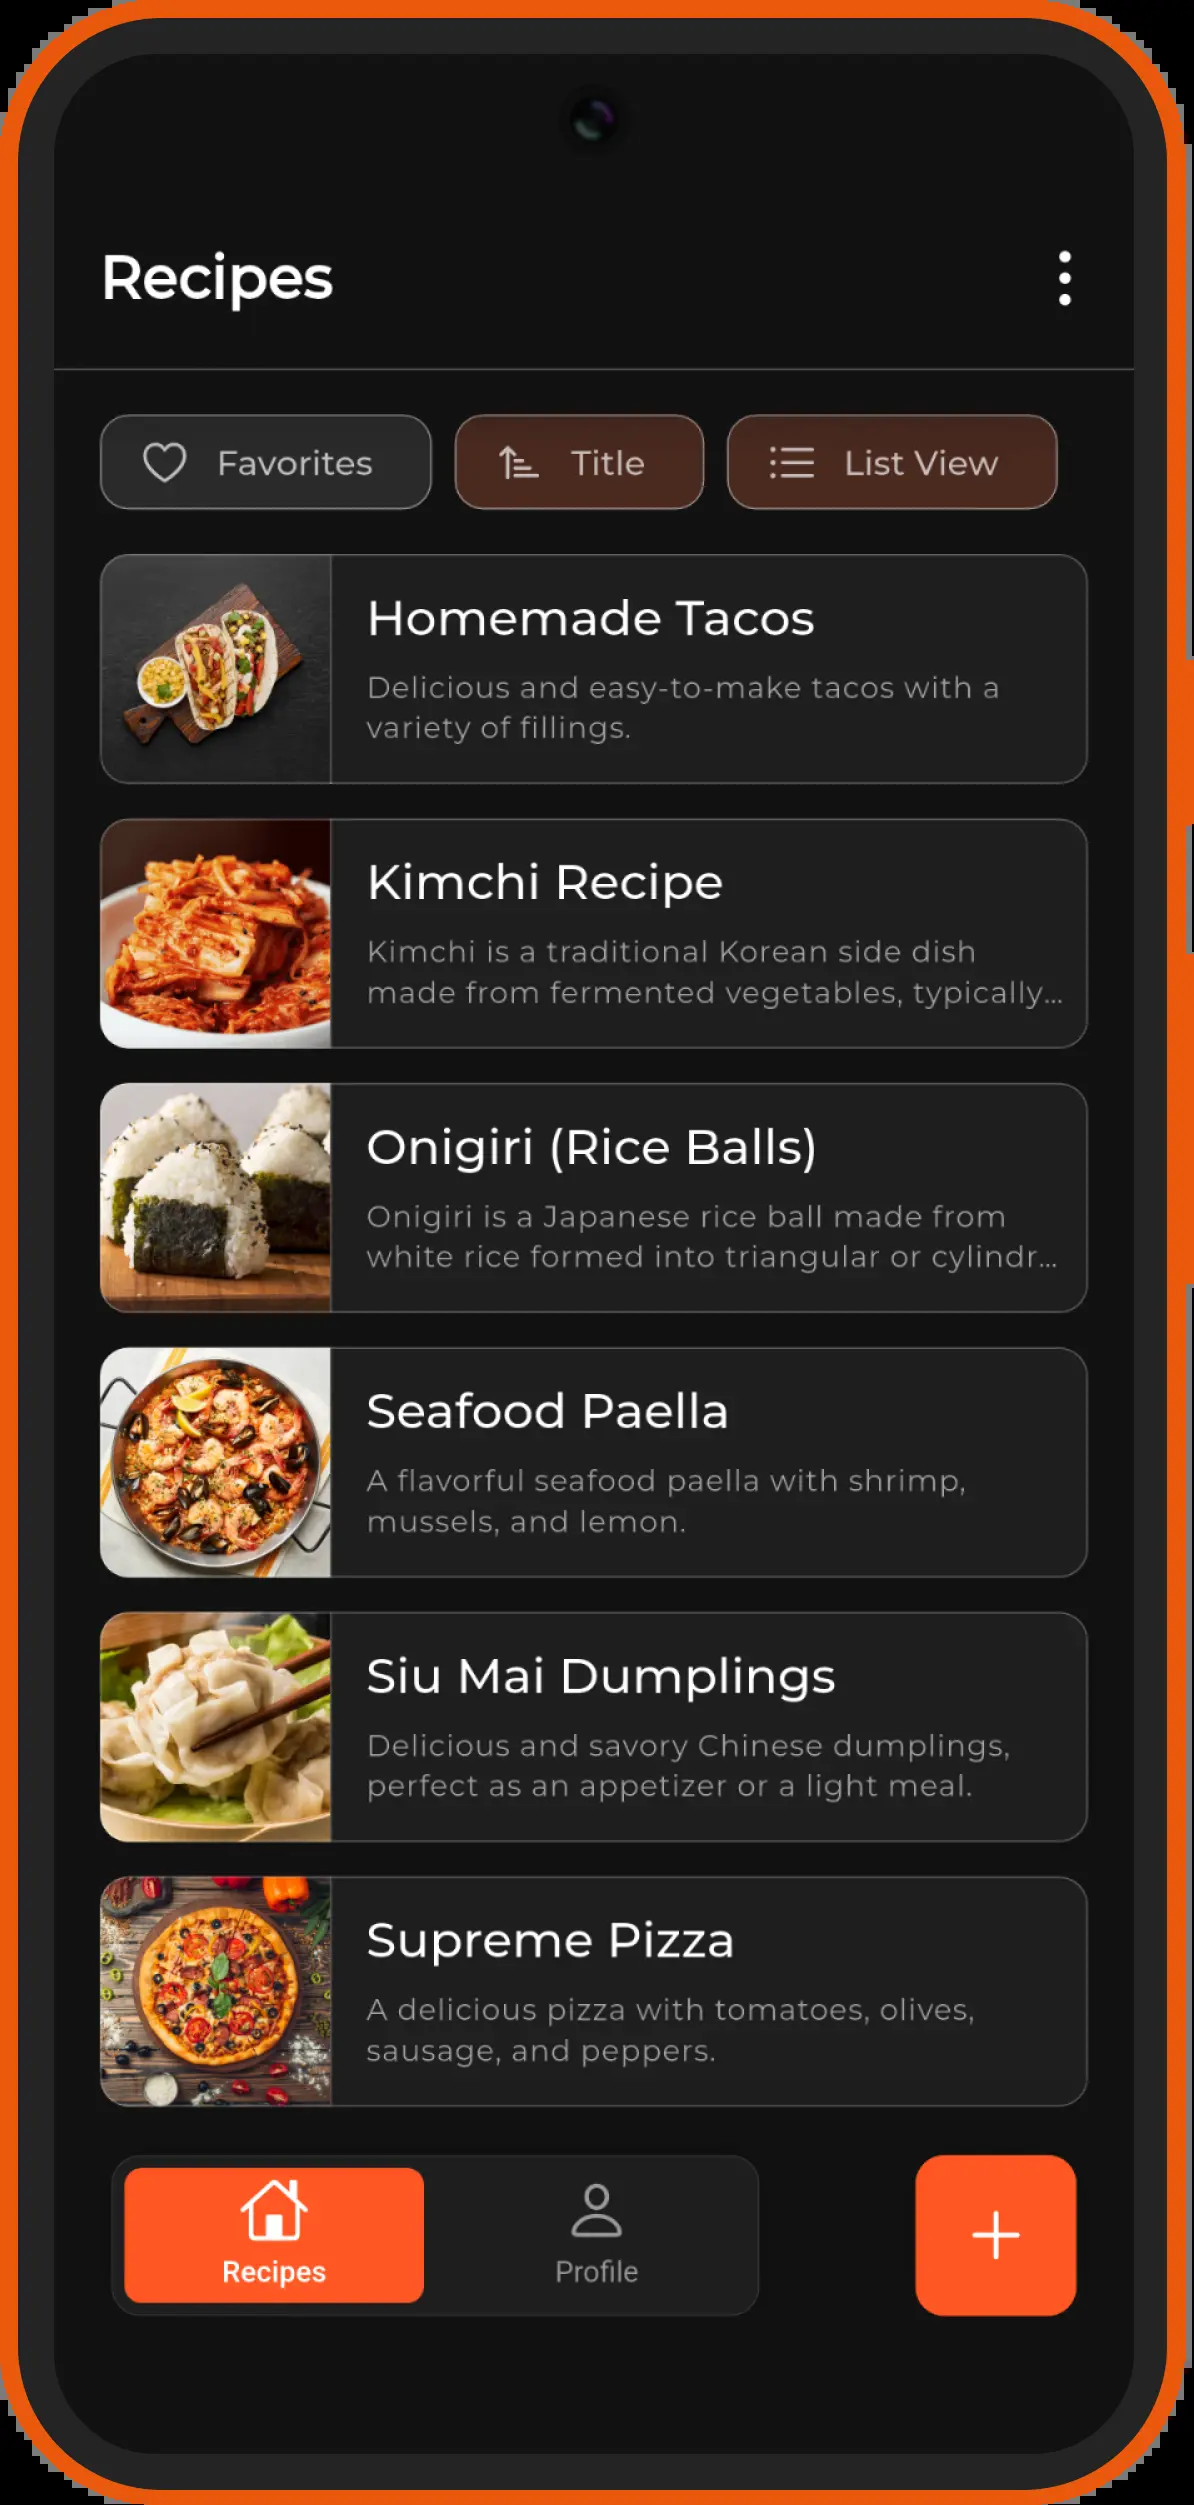 Recipes
Favorites
Title
List View
Homemade Tacos
Delicious and easy-to-make tacos with a
variety of fillings.
Kimchi Recipe
Kimchi is a traditional Korean side dish
made from fermented vegetables, typically...
Onigiri (Rice Balls)
Onigiri is a Japanese rice ball made from
white rice formed into triangular or cylindr...
Seafood Paella
A flavorful seafood paella with shrimp,
mussels, and lemon.
Siu Mai Dumplings
Delicious and savory Chinese dumplings,
perfect as an appetizer or a light meal.
Supreme Pizza
A delicious pizza with tomatoes, olives,
sausage, and peppers.
Recipes
Profile